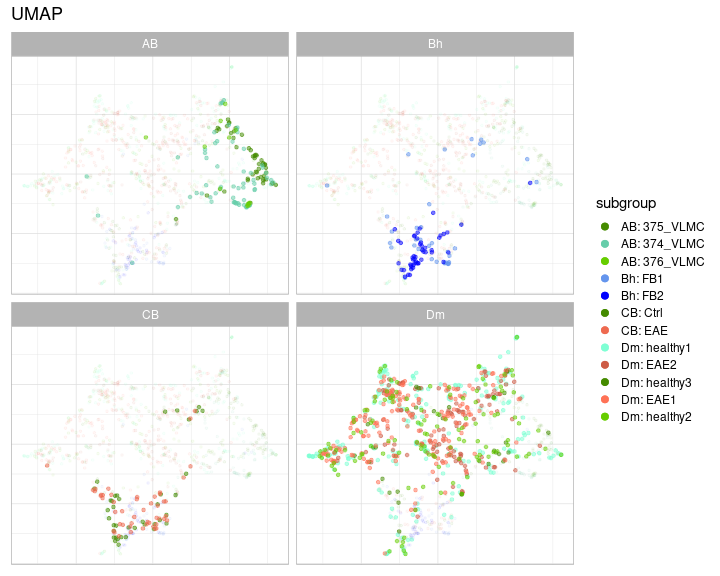 UMAP
AB
Bh
CB
Dm
subgroup
AB: 375_VLMC
AB: 374_VLMC
AB: 376_VLMC
Bh: FB1
Bh: FB2
CB: Ctrl
CB: EAE
Dm: healthy1
Dm: EAE2
Dm: healthy3
Dm: EAE1
Dm: healthy2